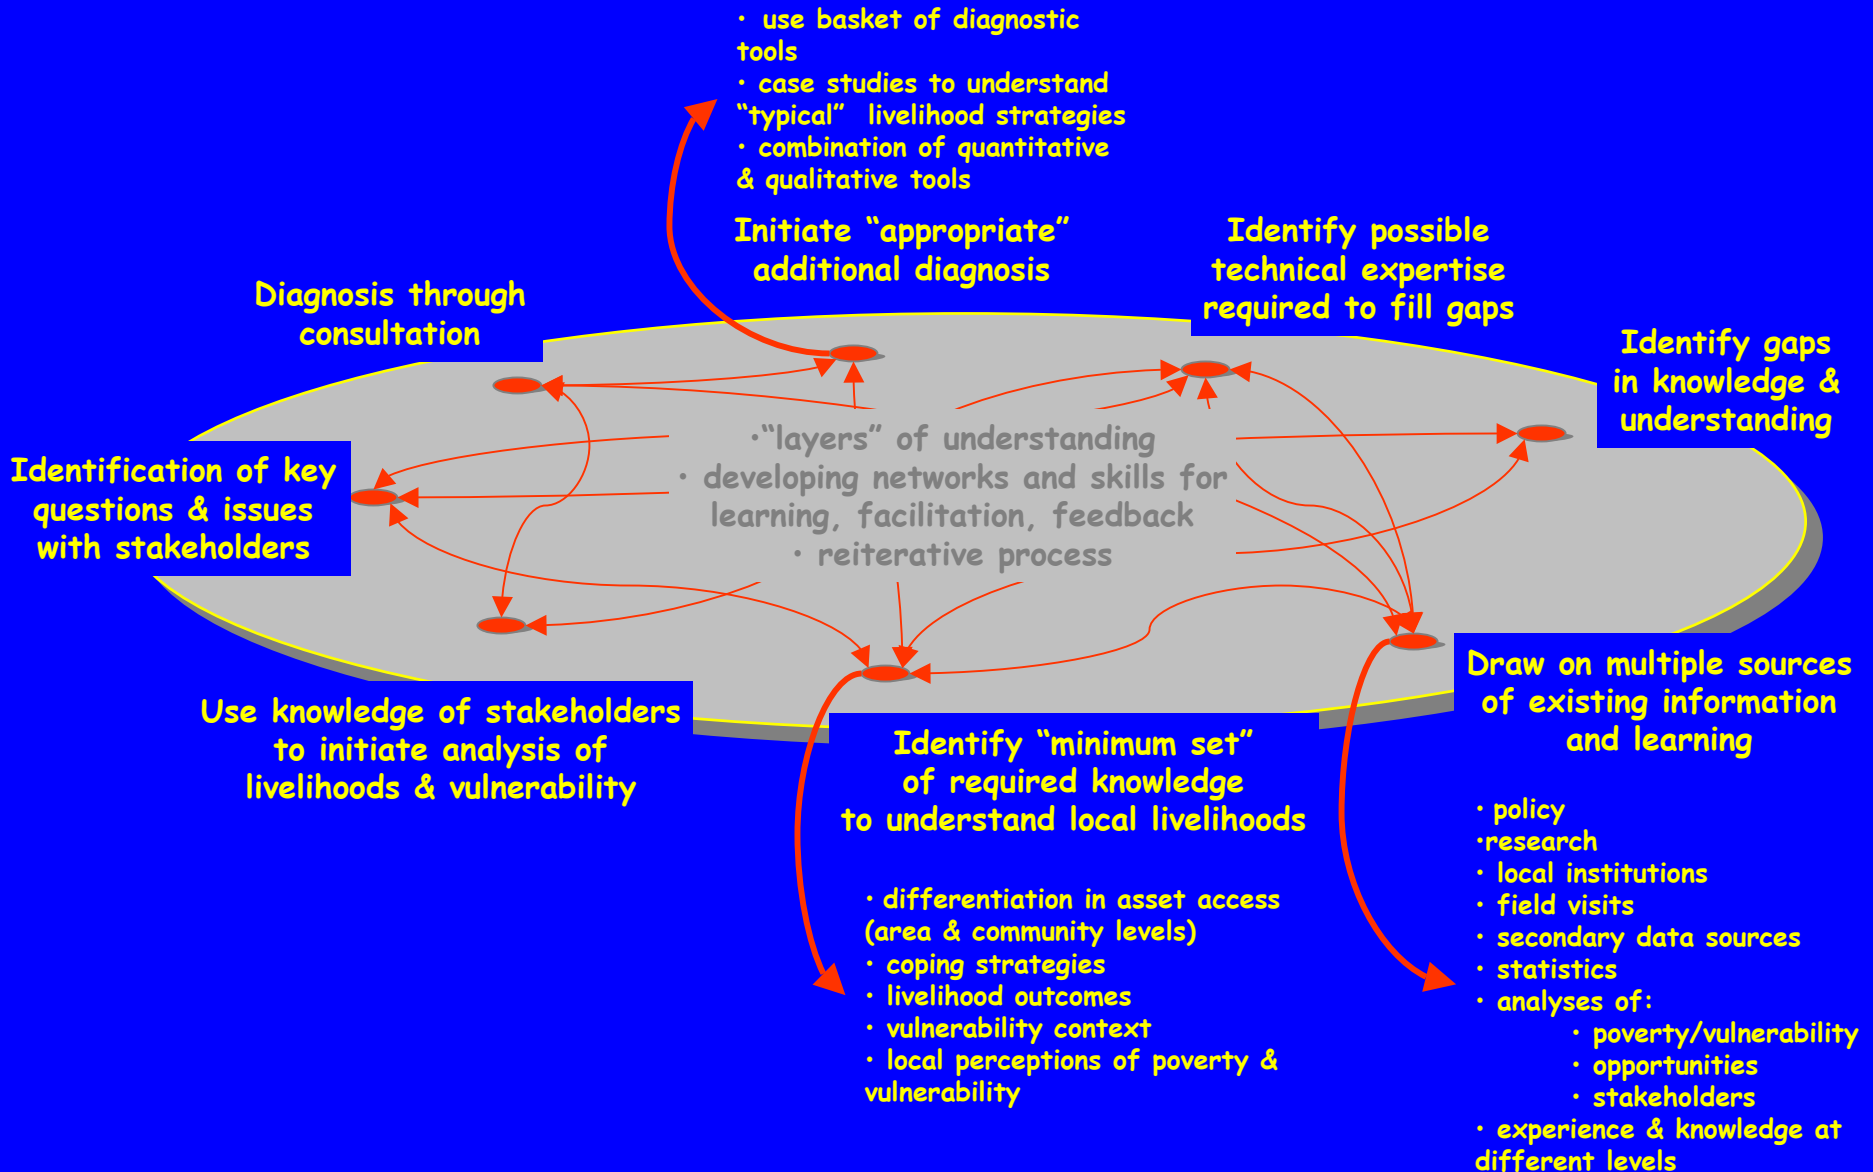 • use basket of diagnostic
tools
• case studies to understand
“typical” livelihood strategies
• combination of quantitative
& qualitative tools
Initiate “appropriate”
additional diagnosis
Identify possible
technical expertise
required to fill gaps
Diagnosis through
consultation
Identify gaps
in knowledge &
understanding
Identification of key
questions & issues
with stakeholders
•“layers” of understanding
• developing networks and skills for
learning, facilitation, feedback
• reiterative process
Use knowledge of stakeholders
to initiate analysis of
livelihoods & vulnerability
Identify “minimum set”
of required knowledge
to understand local livelihoods
• differentiation in asset access
(area & community levels)
• coping strategies
• livelihood outcomes
• vulnerability context
• local perceptions of poverty &
vulnerability
Draw on multiple sources
of existing information
and learning
• policy
•research
• local institutions
• field visits
• secondary data sources
• statistics
• analyses of:
• poverty/vulnerability
• opportunities
• stakeholders
• experience & knowledge at
different levels